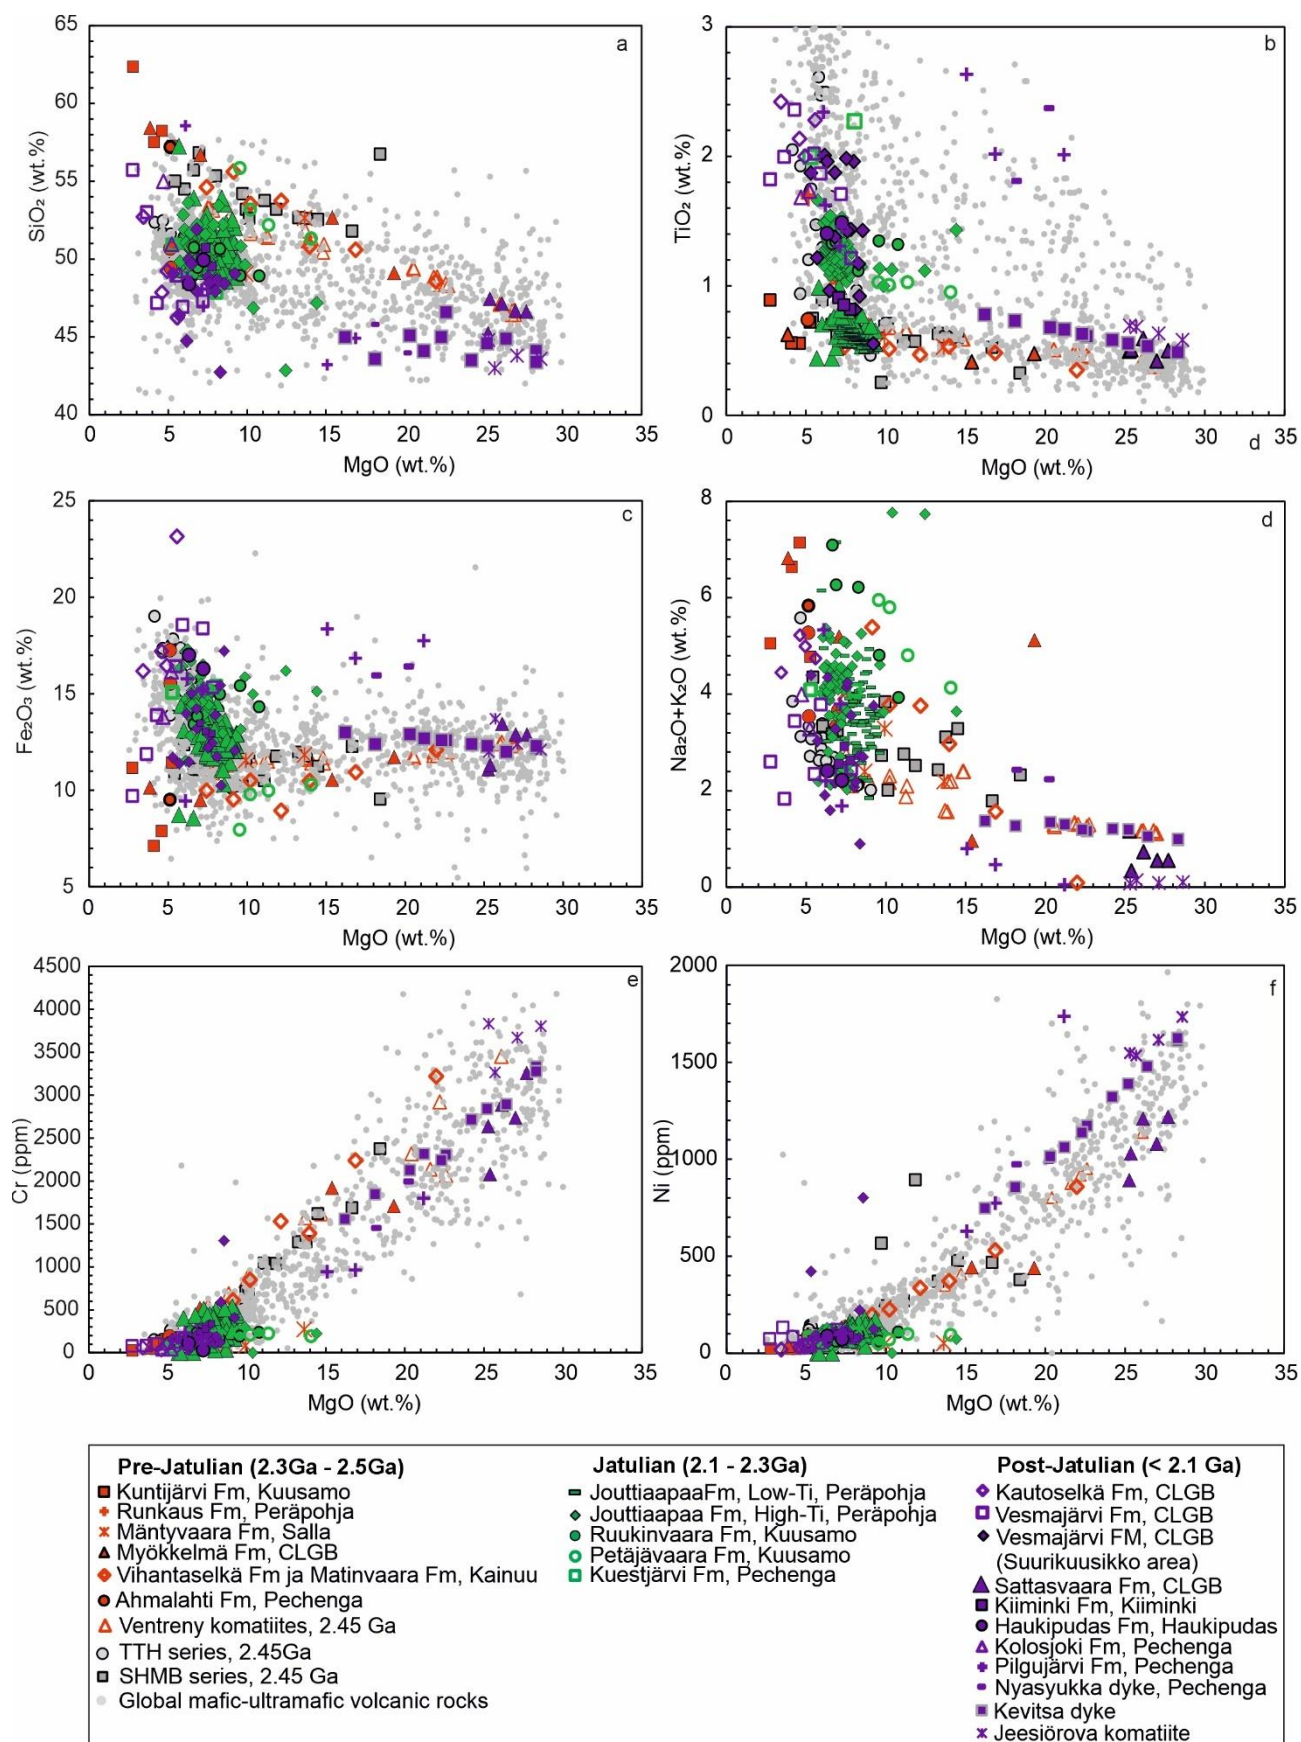 65
60
55
50
45
40
SiO₂ (wt.%)
a
0 5 10 15 20 25 30 35
MgO (wt.%)
3
2
1
0
TiO₂ (wt.%)
b
0 5 10 15 20 25 30 35
d
MgO (wt.%)
25
20
15
10
5
Fe₂O₃ (wt.%)
c
0 5 10 15 20 25 30 35
MgO (wt.%)
8
6
4
2
0
Na₂O+K₂O (wt.%)
d
0 5 10 15 20 25 30 35
MgO (wt.%)
4500
4000
3500
3000
2500
2000
1500
1000
500
0
Cr (ppm)
e
0 5 10 15 20 25 30 35
MgO (wt.%)
2000
1500
1000
500
0
Ni (ppm)
f
0 5 10 15 20 25 30 35
MgO (wt.%)
Pre-Jatulian (2.3Ga - 2.5Ga)
Kuntijärvi Fm, Kuusamo
Runkaus Fm, Peräpohja
Mäntyvaara Fm, Salla
Myökkelmä Fm, CLGB
Vihantaselkä Fm ja Matinvaara Fm, Kainuu
Ahmalahti Fm, Pechenga
Ventreny komatiites, 2.45 Ga
TTH series, 2.45Ga
SHMB series, 2.45 Ga
Global mafic-ultramafic volcanic rocks
Jatulian (2.1 - 2.3Ga)
JouttiaapaaFm, Low-Ti, Peräpohja
Jouttiaapaa Fm, High-Ti, Peräpohja
Ruukinvaara Fm, Kuusamo
Petäjävaara Fm, Kuusamo
Kuestjärvi Fm, Pechenga
Post-Jatulian (< 2.1 Ga)
Kautoselkä Fm, CLGB
Vesmajärvi Fm, CLGB
Vesmajärvi FM, CLGB
(Suurikuusikko area)
Sattasvaara Fm, CLGB
Kiiminki Fm, Kiiminki
Haukipudas Fm, Haukipudas
Kolosjoki Fm, Pechenga
Pilgujärvi Fm, Pechenga
Nyasyukka dyke, Pechenga
Kevitsa dyke
Jeesiörova komatiite